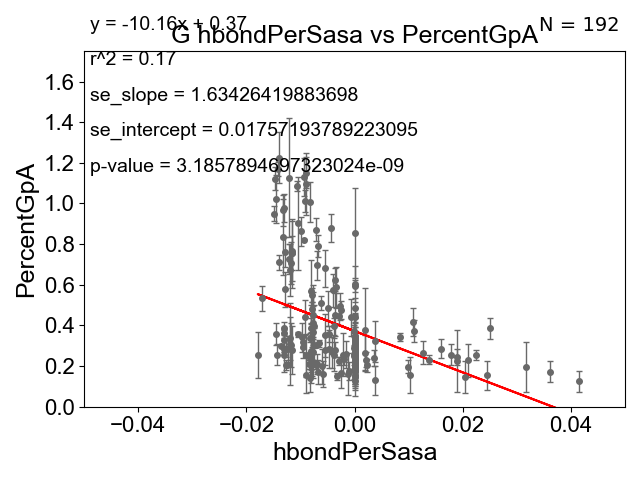 y = -10.16x + 0.37
N = 192
G hbondPerSasa vs PercentGpA
r^2 = 0.17
se_slope = 1.63426419883698
se_intercept = 0.01757193789223095
p-value = 3.1857894697323024e-09
1.6
1.4
1.2
1.0
0.8
0.6
0.4
0.2
0.0
PercentGpA
−0.04
−0.02
0.00
0.02
0.04
hbondPerSasa